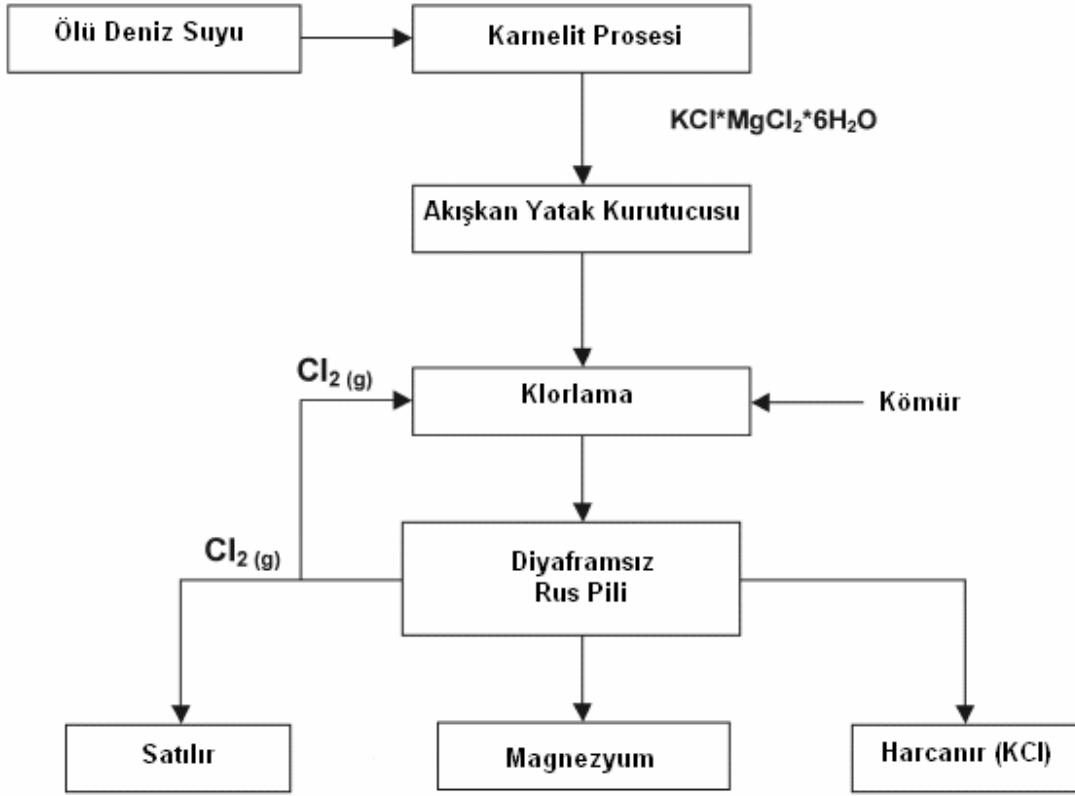 Ölü Deniz Suyu
Karnelit Prosesi
KCl*MgCl₂*6H₂O
Akışkan Yatak Kurutucusu
Cl₂ (g)
Klorlama
Kömür
Cl₂ (g)
Diyaframsız
Rus Pili
Satılır
Magnezyum
Harcanır (KCl)